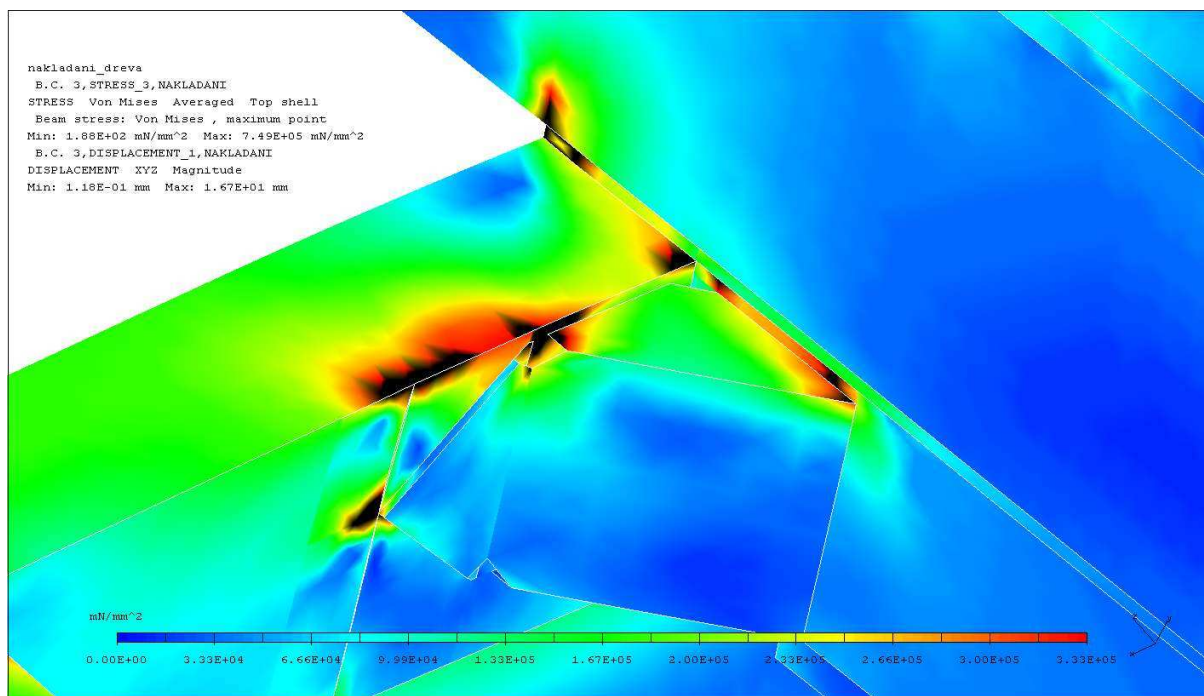 nakladani_dreva
B.C. 3,STRESS_3,NAKLADANI
STRESS Von Mises Averaged Top shell
Beam stress: Von Mises , maximum point
Min: 1.88E+02 mN/mm^2 Max: 7.49E+05 mN/mm^2
B.C. 3,DISPLACEMENT_1,NAKLADANI
DISPLACEMENT XYZ Magnitude
Min: 1.18E-01 mm Max: 1.67E+01 mm
mN/mm^2
0.00E+00 3.33E+04 6.66E+04 9.99E+04 1.33E+05 1.67E+05 2.00E+05 2.33E+05 2.66E+05 3.00E+05 3.33E+05